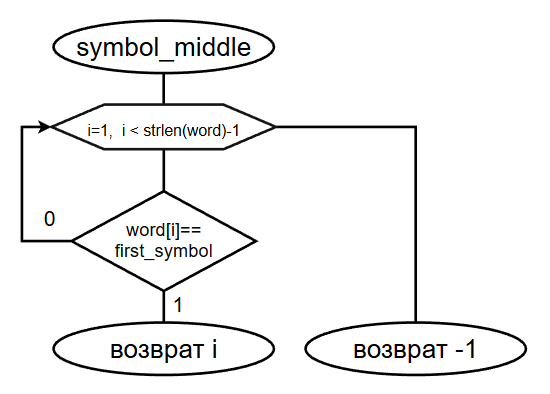 symbol_middle
i=1, i < strlen(word)-1
0
word[i]==
first_symbol
1
возврат i
возврат -1